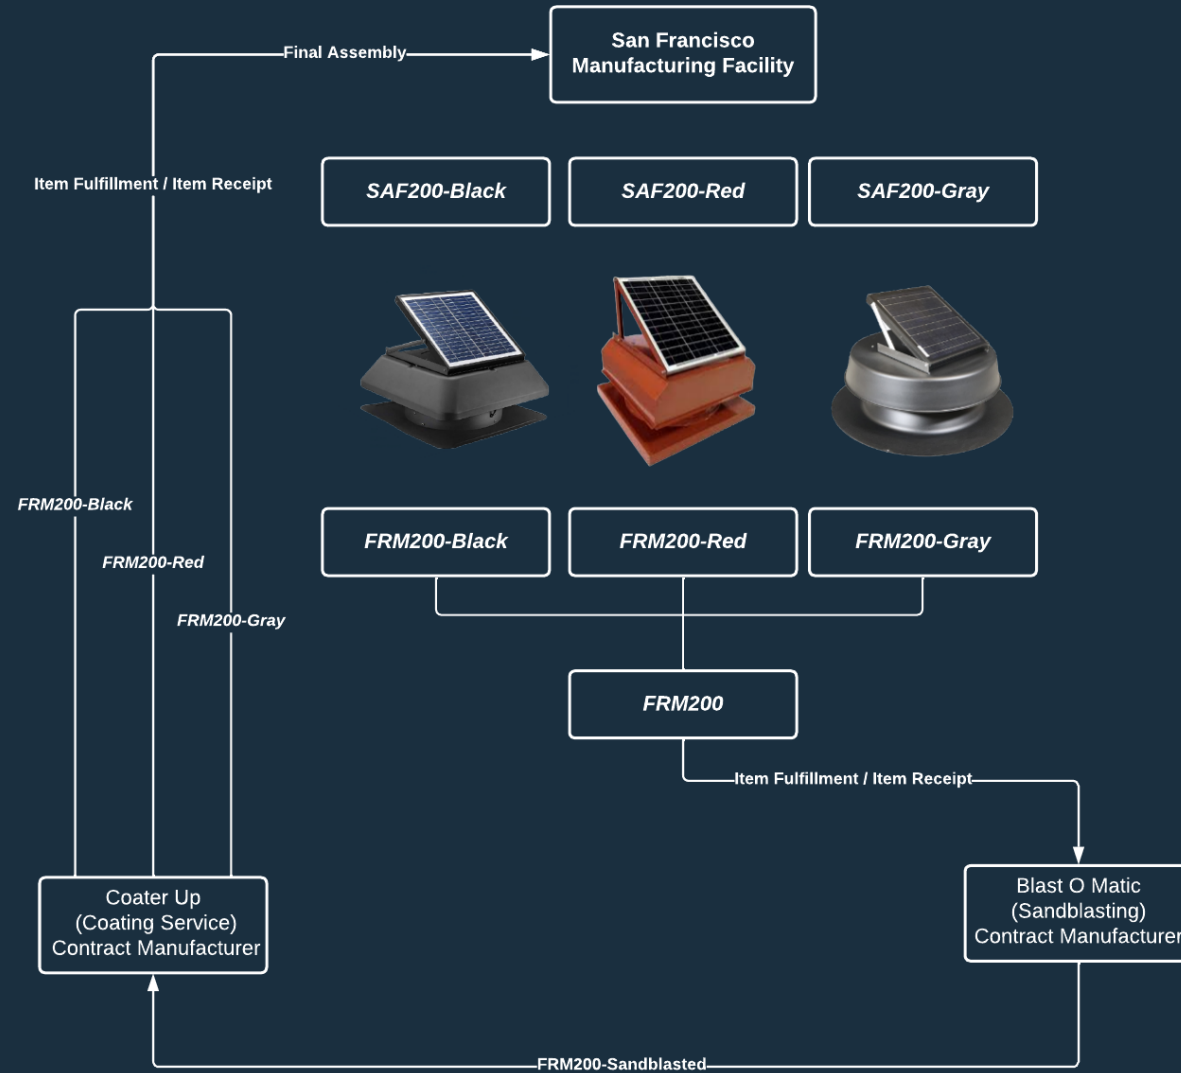 San Francisco
Manufacturing Facility
Final Assembly
Item Fulfillment / Item Receipt
SAF200-Black
SAF200-Red
SAF200-Gray
FRM200-Black
FRM200-Red
FRM200-Gray
FRM200-Black
FRM200-Red
FRM200-Gray
FRM200
Item Fulfillment / Item Receipt
Coater Up
(Coating Service)
Contract Manufacturer
Blast O Matic
(Sandblasting)
Contract Manufacturer
FRM200-Sandblasted